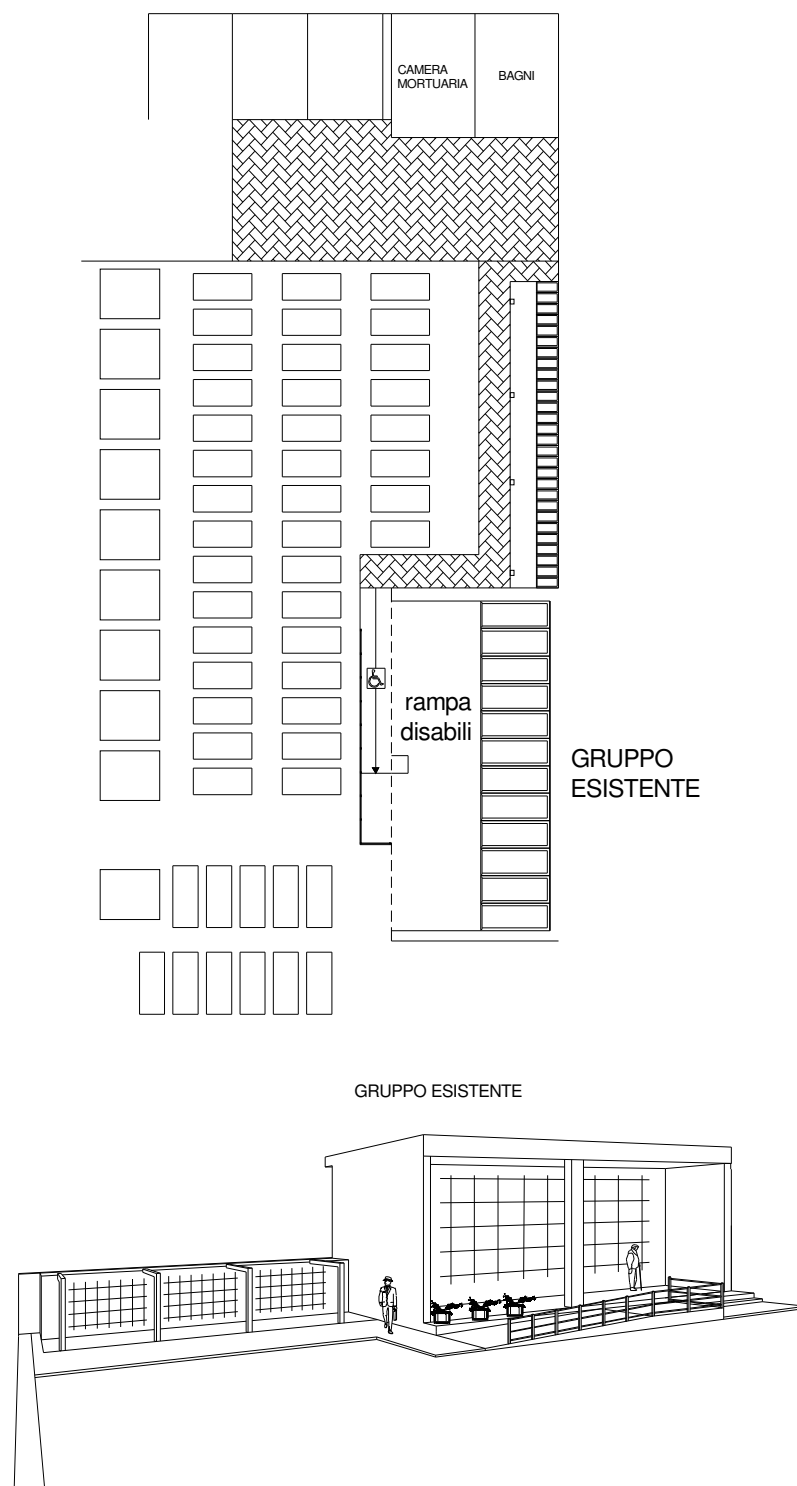 CAMERA
MORTUARIA
BAGNI
rampa
disabili
GRUPPO
ESISTENTE
GRUPPO ESISTENTE